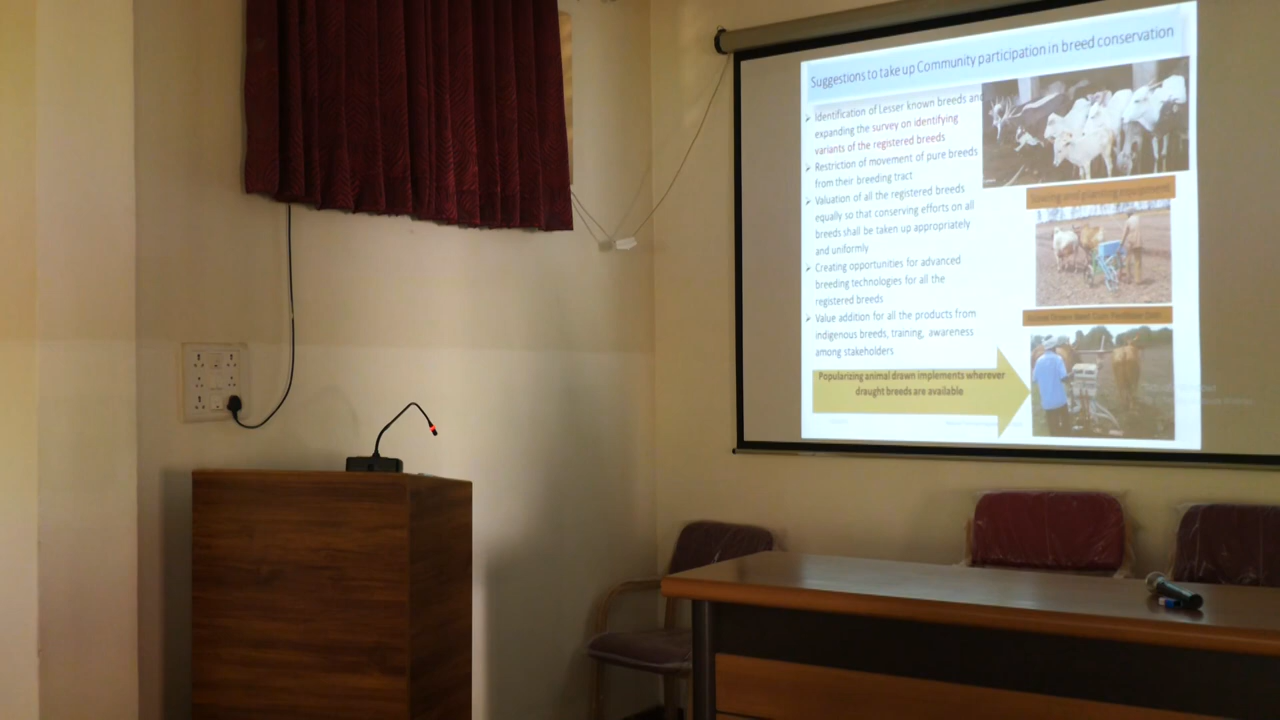 Suggestions to take up Community participation in breed conservation
➢ Identification of Lesser known breeds and
expanding the survey on identifying
variants of the registered breeds
➢ Restriction of movement of pure breeds
from their breeding tract
➢ Valuation of all the registered breeds
equally so that conserving efforts on all
breeds shall be taken up appropriately
and uniformly
➢ Creating opportunities for advanced
breeding technologies for all the
registered breeds
➢ Value addition for all the products from
indigenous breeds, training, awareness
among stakeholders
Popularizing animal drawn implements wherever
draught breeds are available